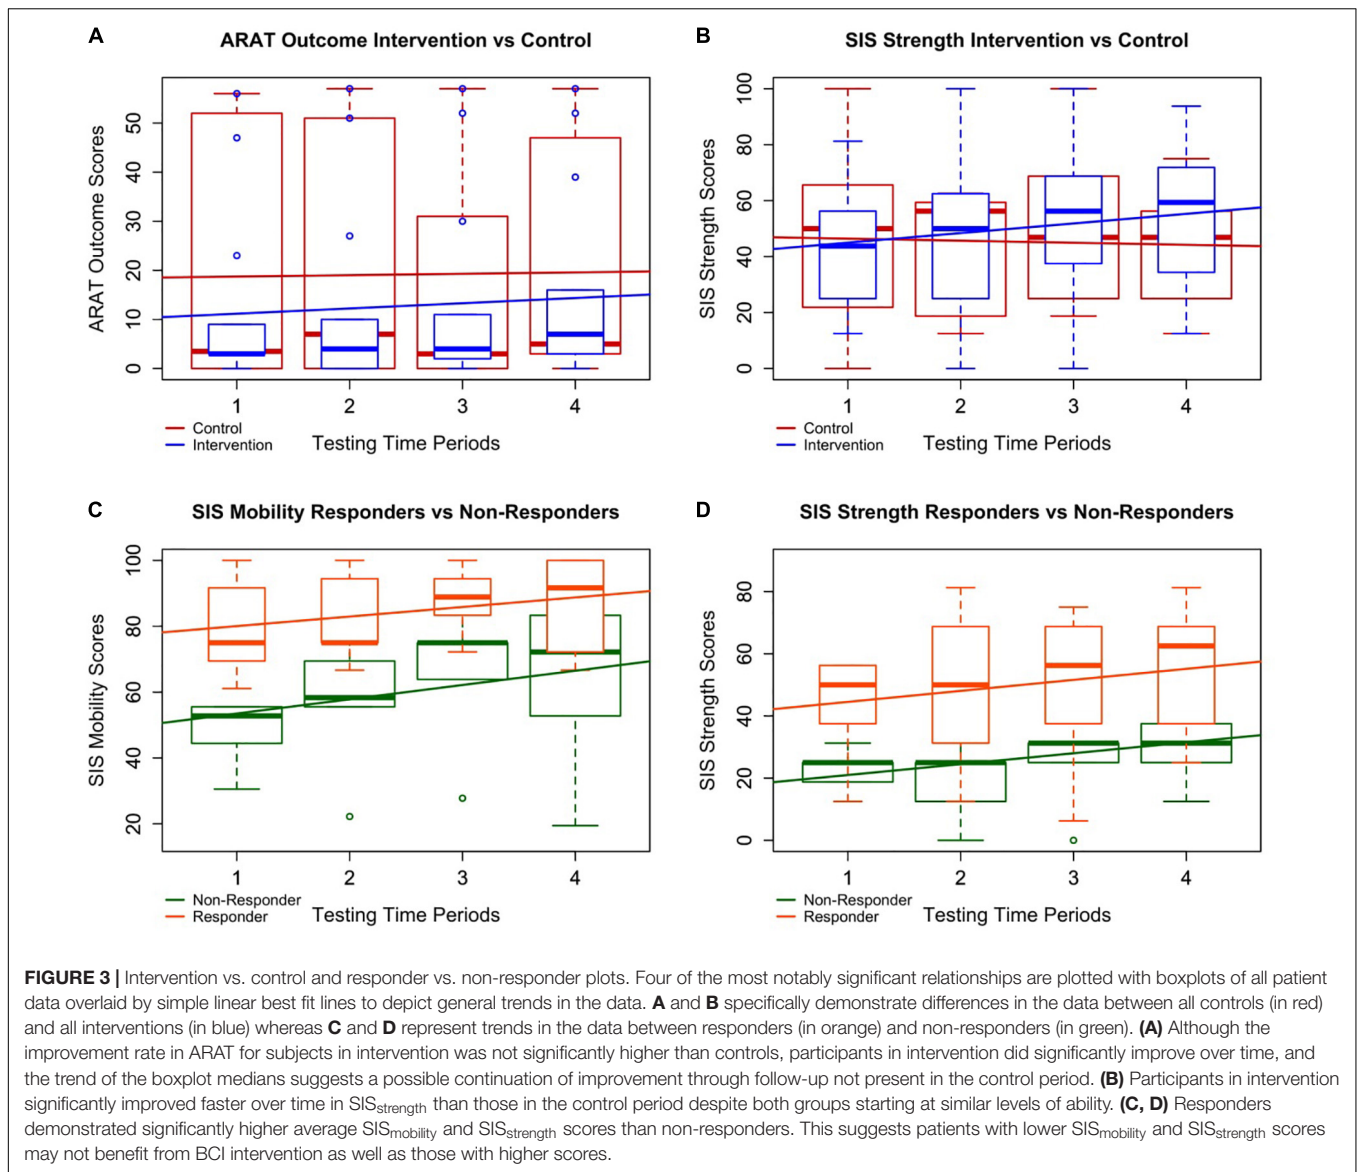 A
ARAT Outcome Intervention vs Control
ARAT Outcome Scores
50
40
30
20
10
0
1 2 3 4
Control
Intervention
Testing Time Periods
B
SIS Strength Intervention vs Control
SIS Strength Scores
100
80
60
40
20
0
1 2 3 4
Control
Intervention
Testing Time Periods
C
SIS Mobility Responders vs Non-Responders
SIS Mobility Scores
100
80
60
40
20
1 2 3 4
Non-Responder
Responder
Testing Time Periods
D
SIS Strength Responders vs Non-Responders
SIS Strength Scores
80
60
40
20
0
1 2 3 4
Non-Responder
Responder
Testing Time Periods
FIGURE 3 | Intervention vs. control and responder vs. non-responder plots. Four of the most notably significant relationships are plotted with boxplots of all patient
data overlaid by simple linear best fit lines to depict general trends in the data. A and B specifically demonstrate differences in the data between all controls (in red)
and all interventions (in blue) whereas C and D represent trends in the data between responders (in orange) and non-responders (in green). (A) Although the
improvement rate in ARAT for subjects in intervention was not significantly higher than controls, participants in intervention did significantly improve over time, and
the trend of the boxplot medians suggests a possible continuation of improvement through follow-up not present in the control period. (B) Participants in intervention
significantly improved faster over time in SISstrength than those in the control period despite both groups starting at similar levels of ability. (C, D) Responders
demonstrated significantly higher average SISmobility and SISstrength scores than non-responders. This suggests patients with lower SISmobility and SISstrength scores
may not benefit from BCI intervention as well as those with higher scores.